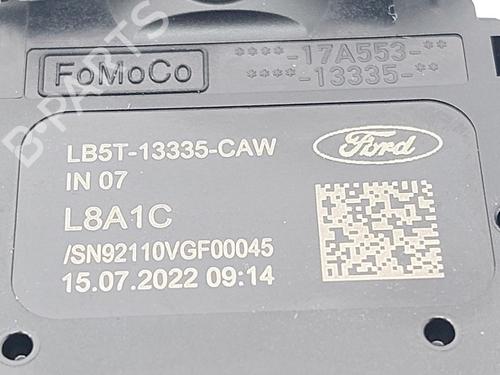 FoMoCo
****-17A553-**
****-13335-**
LB5T-13335-CAW
IN 07
Ford
L8A1C
/SN92110VGF00045
15.07.2022 09:14
B-PARTS